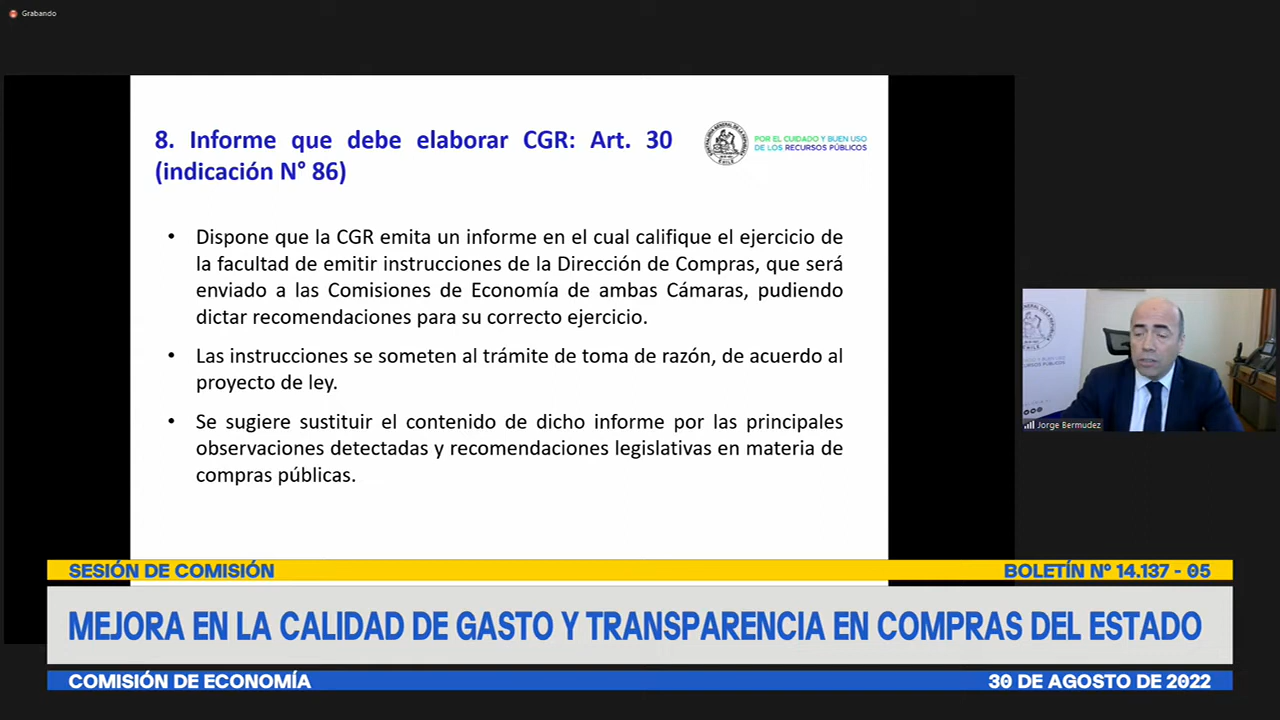 Grabando
8. Informe que debe elaborar CGR: Art. 30
(indicación N° 86)
POR EL CUIDADO Y BUEN USO
DE LOS RECURSOS PÚBLICOS
• Dispone que la CGR emita un informe en el cual califique el ejercicio de
la facultad de emitir instrucciones de la Dirección de Compras, que será
enviado a las Comisiones de Economía de ambas Cámaras, pudiendo
dictar recomendaciones para su correcto ejercicio.
• Las instrucciones se someten al trámite de toma de razón, de acuerdo al
proyecto de ley.
• Se sugiere sustituir el contenido de dicho informe por las principales
observaciones detectadas y recomendaciones legislativas en materia de
compras públicas.
Jorge Bermudez
SESIÓN DE COMISIÓN
BOLETÍN N° 14.137 - 05
MEJORA EN LA CALIDAD DE GASTO Y TRANSPARENCIA EN COMPRAS DEL ESTADO
COMISIÓN DE ECONOMÍA
30 DE AGOSTO DE 2022